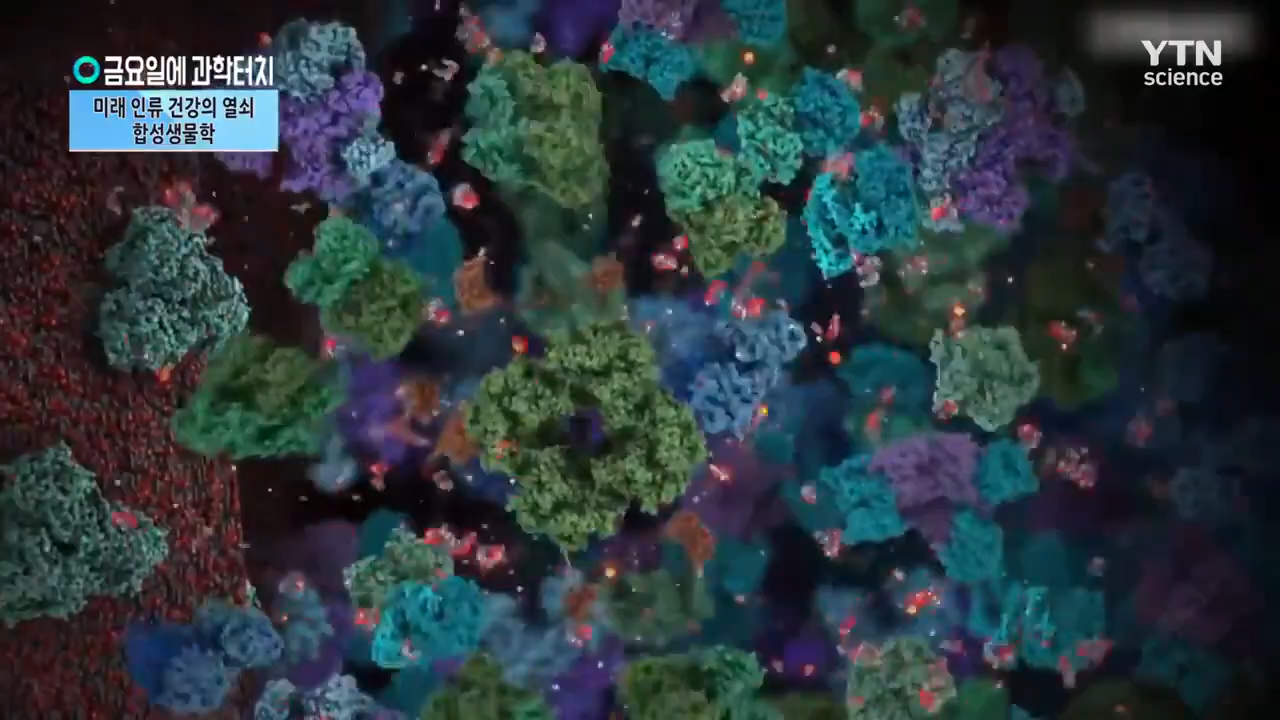 금요일에 과학터치
미래 인류 건강의 열쇠
합성생물학
YTN
science